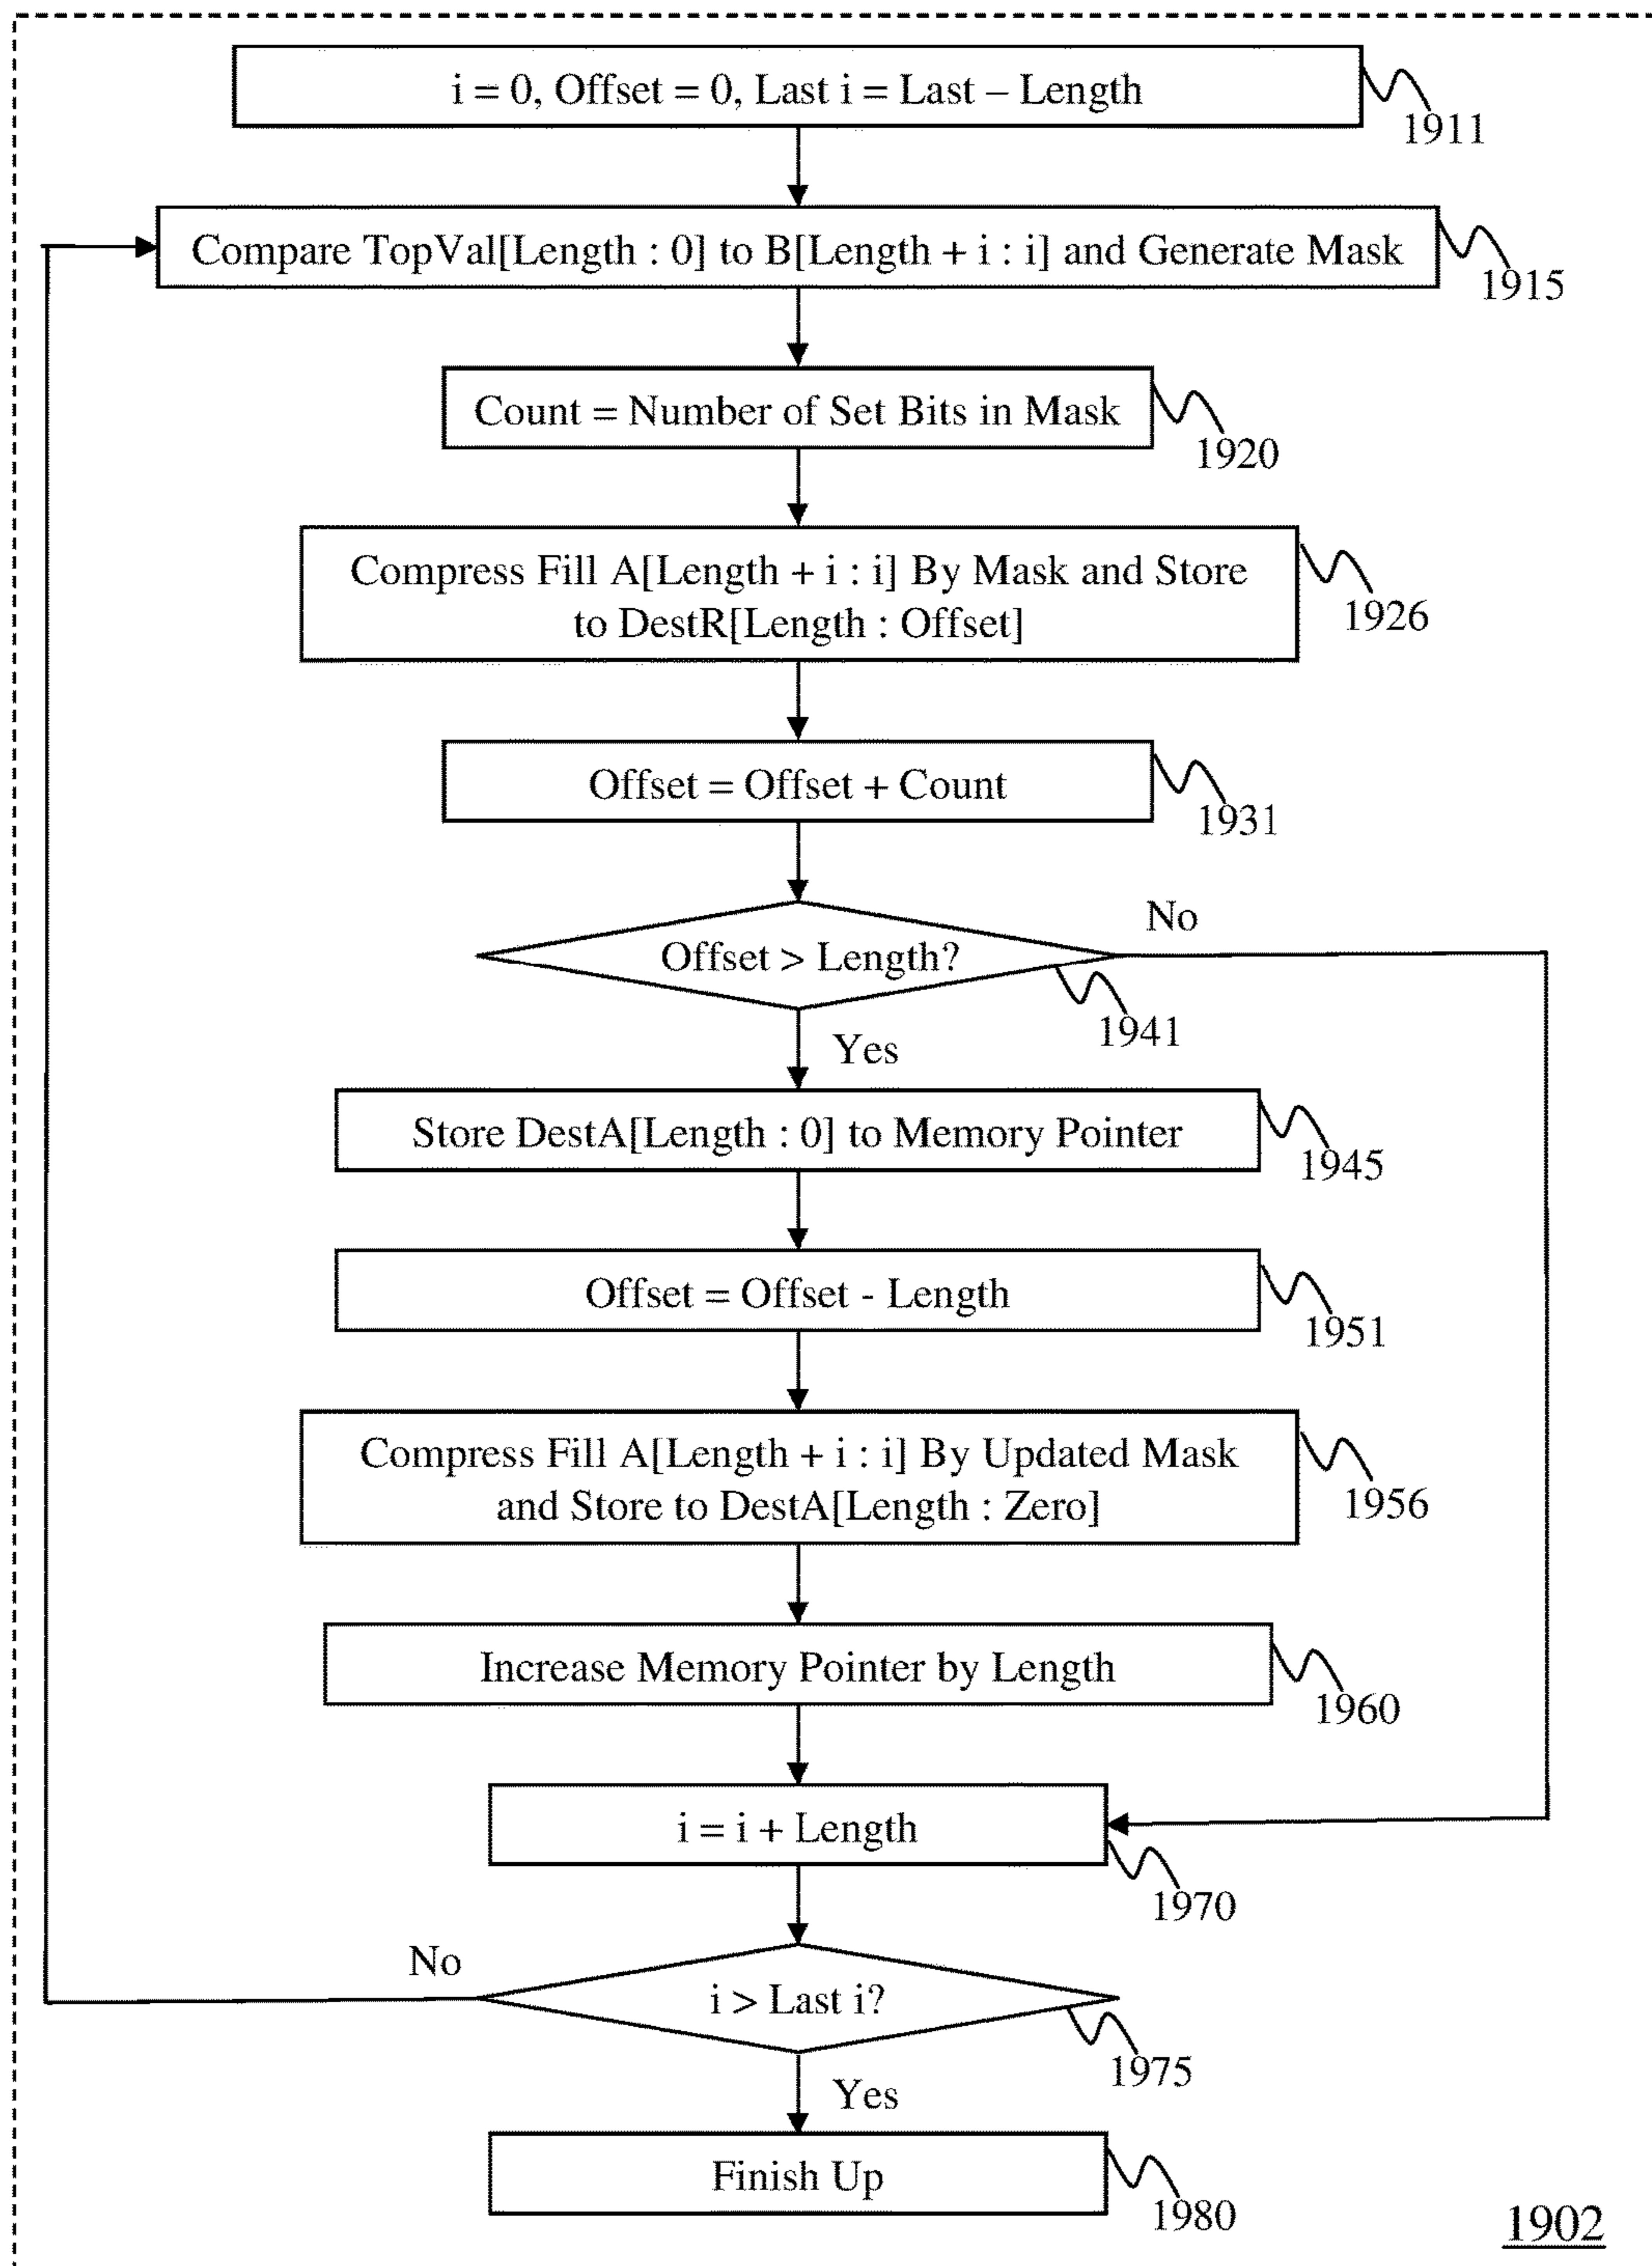 i = 0, Offset = 0, Last i = Last – Length
1911
Compare TopVal[Length : 0] to B[Length + i : i] and Generate Mask
1915
Count = Number of Set Bits in Mask
1920
Compress Fill A[Length + i : i] By Mask and Store
to DestR[Length : Offset]
1926
Offset = Offset + Count
1931
Offset > Length?
No
1941
Yes
Store DestA[Length : 0] to Memory Pointer
1945
Offset = Offset - Length
1951
Compress Fill A[Length + i : i] By Updated Mask
and Store to DestA[Length : Zero]
1956
Increase Memory Pointer by Length
1960
i = i + Length
1970
No
i > Last i?
1975
Yes
Finish Up
1980
1902